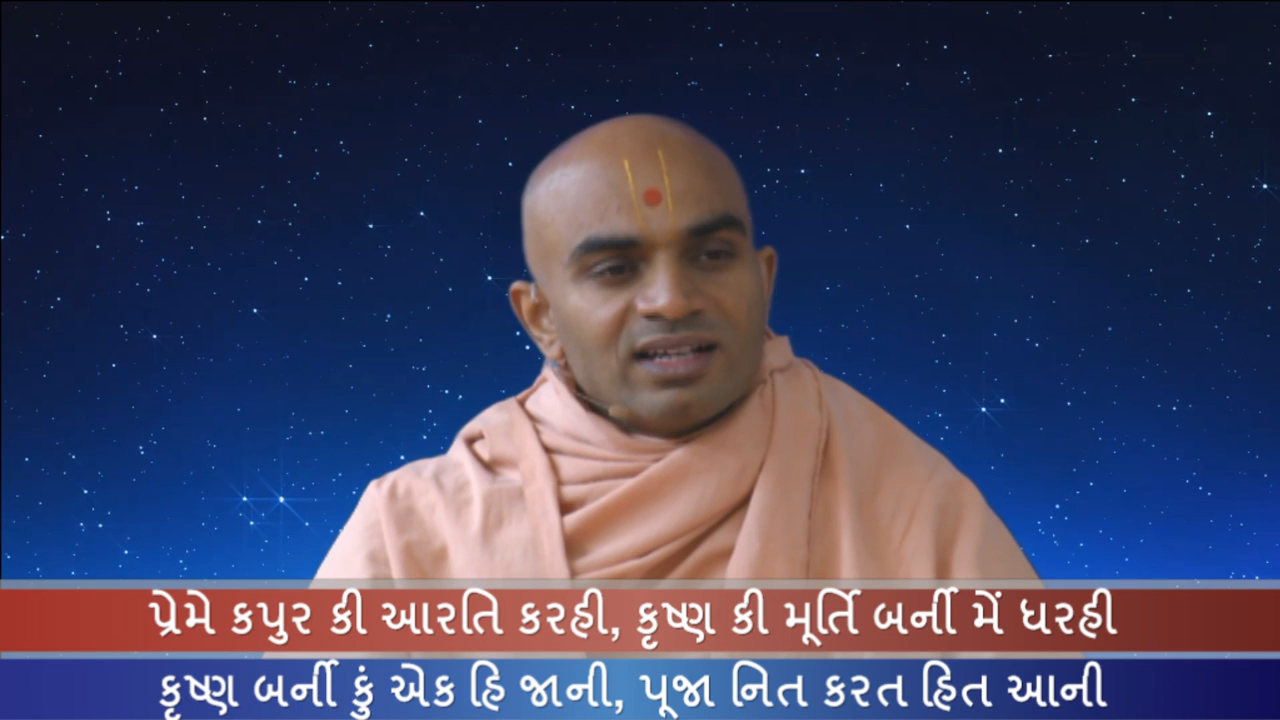 પ્રેમે કપુર કી આરતિ કરહી, કૃષ્ણ કી મૂર્તિ બર્ની મેં ધરહી
કૃષ્ણ બર્ની કું એક હિ જાની, પૂજા નિત કરત હિત આની